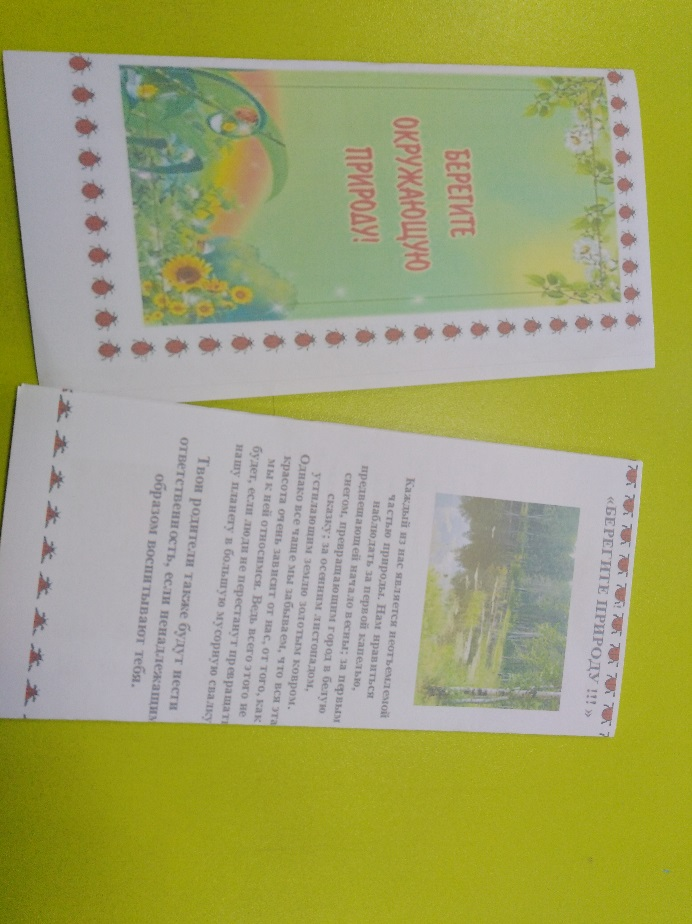 БЕРЕГИТЕ
ОКРУЖАЮЩУЮ
ПРИРОДУ!
«БЕРЕГИТЕ ПРИРОДУ !!! »
Каждый из нас является неотъемлемой
частью природы. Нам нравиться
наблюдать за первой капелью,
предвещающей начало весны; за первым
снегом, превращающим город в белую
сказку; за осенним листопадом,
устилающим землю золотым ковром.
Однако все чаще мы забываем, что вся эта
красота очень зависит от нас, от того, как
мы к ней относимся. Ведь всего этого не
будет, если люди не перестанут превращать
нашу планету в большую мусорную свалку
Твои родители также будут нести
ответственность, если ненадлежащим
образом воспитывают тебя.